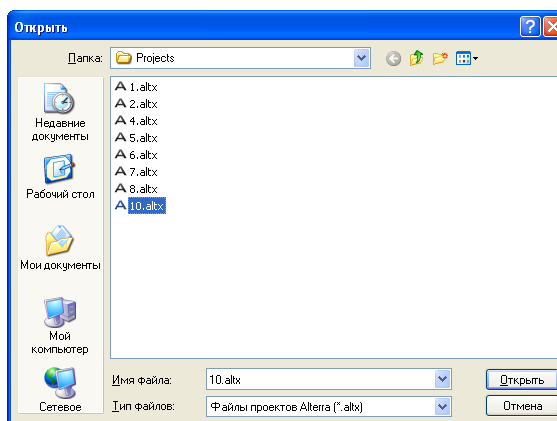 Открыть
Папка: Projects
Недавние
документы
Рабочий стол
Мои документы
Мой
компьютер
Сетевое
1.altx
2.altx
4.altx
5.altx
6.altx
7.altx
8.altx
10.altx
Имя файла: 10.altx Открыть
Тип файлов: Файлы проектов Alterra (*.altx) Отмена